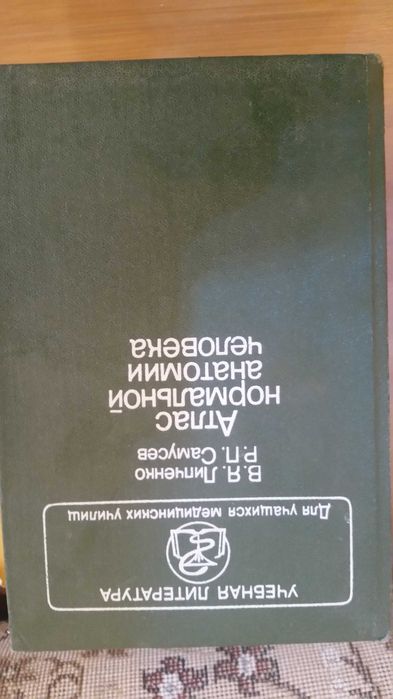 УЧЕБНАЯ ЛИТЕРАТУРА
Для учащихся медицинских училищ
В.Я. Липченко
Р.П. Самусев
Атлас
нормальной
анатомии
человека